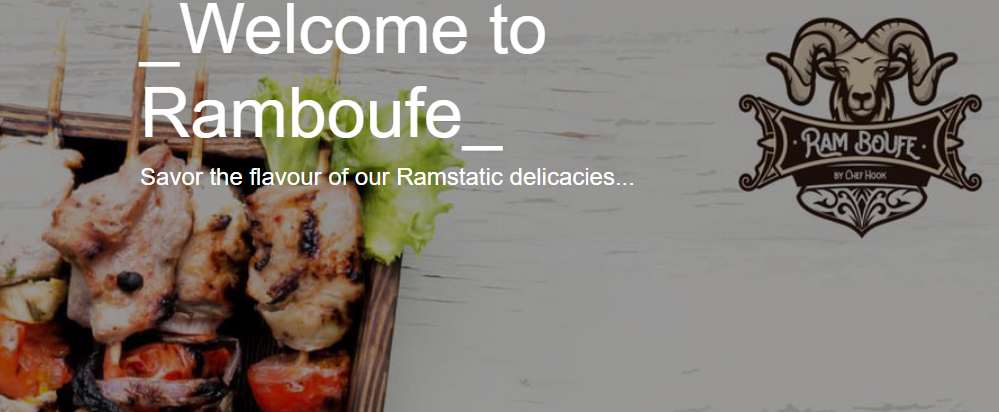 _Welcome to
Ramboufe_
Savor the flavour of our Ramstatic delicacies...
RAM BOUFE
BY CHEF HOOK